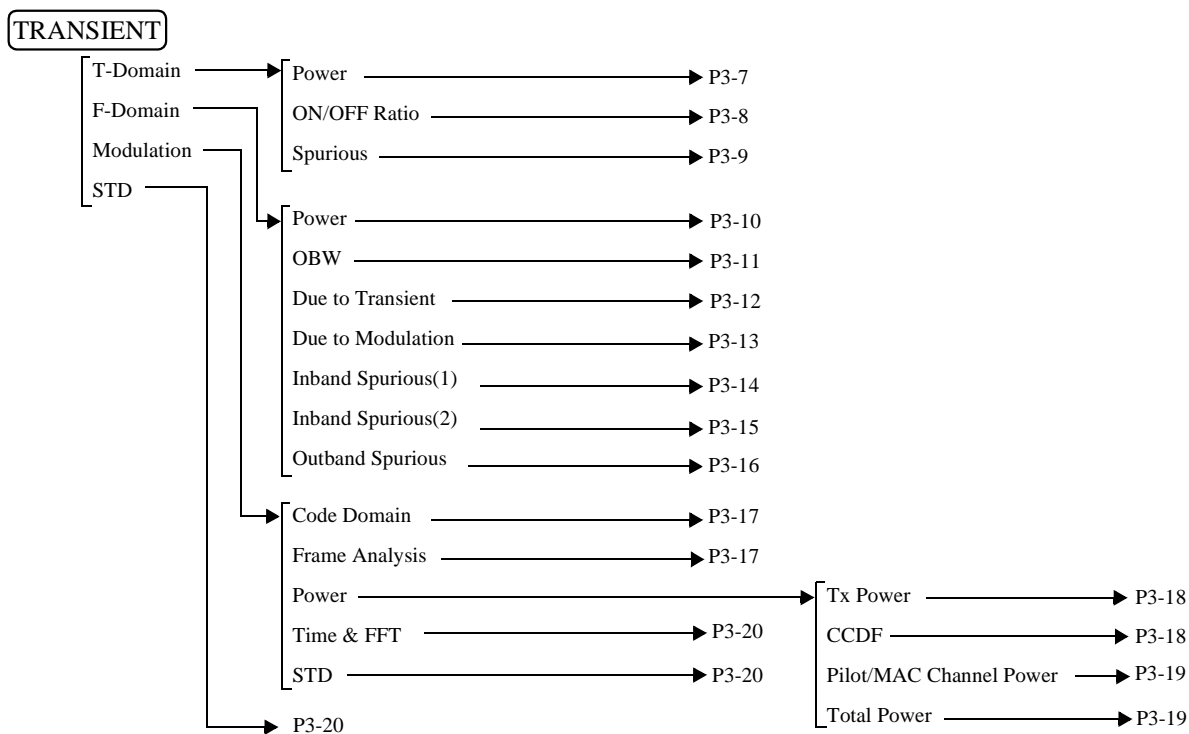 TRANSIENT
T-Domain
F-Domain
Modulation
STD
Power P3-7
ON/OFF Ratio P3-8
Spurious P3-9
Power P3-10
OBW P3-11
Due to Transient P3-12
Due to Modulation P3-13
Inband Spurious(1) P3-14
Inband Spurious(2) P3-15
Outband Spurious P3-16
Code Domain P3-17
Frame Analysis P3-17
Power
Tx Power P3-18
CCDF P3-18
Pilot/MAC Channel Power P3-19
Total Power P3-19
Time & FFT P3-20
STD P3-20
P3-20